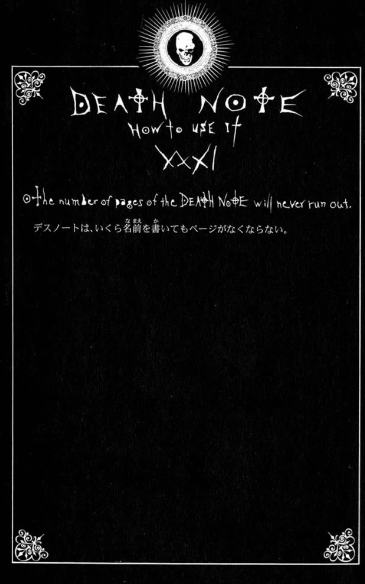 DEATH NOTE
HOW to USE It
XXXI
The number of pages of the DEATH NOTE will never run out.
デスノートは、いくら名前を書いてもページがなくならない。